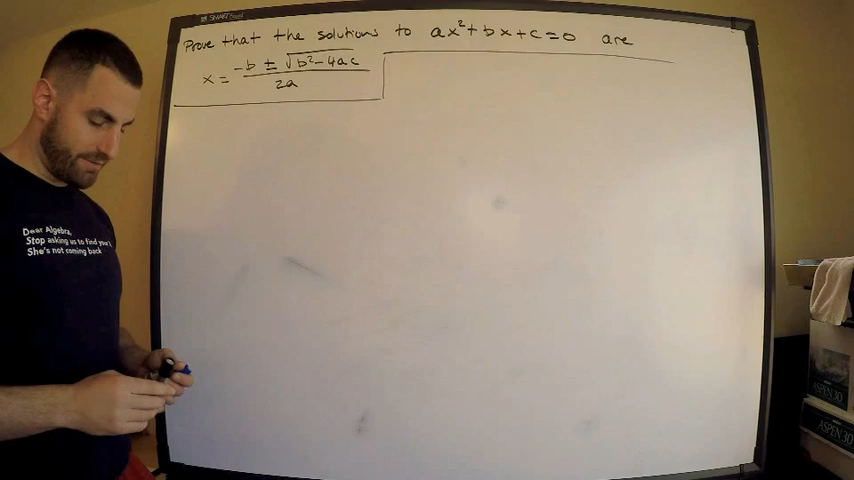 SMART
Prove that the solutions to ax²+bx+c=0 are
x = -b ± √b²-4ac / 2a
Dear Algebra,
Stop asking us to find your
She's not coming back
ASPEN 30
ASPEN 30